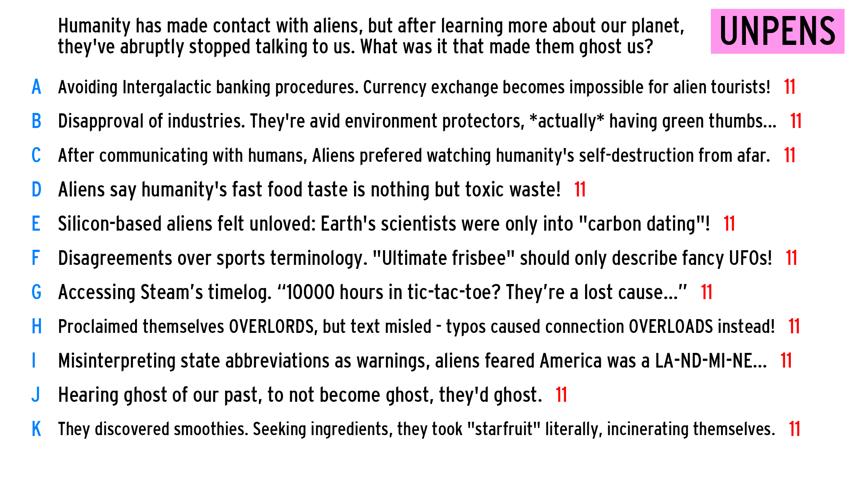 Humanity has made contact with aliens, but after learning more about our planet,
they've abruptly stopped talking to us. What was it that made them ghost us?
UNPENS
A Avoiding Intergalactic banking procedures. Currency exchange becomes impossible for alien tourists! 11
B Disapproval of industries. They're avid environment protectors, *actually* having green thumbs... 11
C After communicating with humans, Aliens prefered watching humanity's self-destruction from afar. 11
D Aliens say humanity's fast food taste is nothing but toxic waste! 11
E Silicon-based aliens felt unloved: Earth's scientists were only into "carbon dating"! 11
F Disagreements over sports terminology. "Ultimate frisbee" should only describe fancy UFOs! 11
G Accessing Steam’s timelog. “10000 hours in tic-tac-toe? They’re a lost cause...” 11
H Proclaimed themselves OVERLORDS, but text misled - typos caused connection OVERLOADS instead! 11
I Misinterpreting state abbreviations as warnings, aliens feared America was a LA-ND-MI-NE... 11
J Hearing ghost of our past, to not become ghost, they'd ghost. 11
K They discovered smoothies. Seeking ingredients, they took "starfruit" literally, incinerating themselves. 11